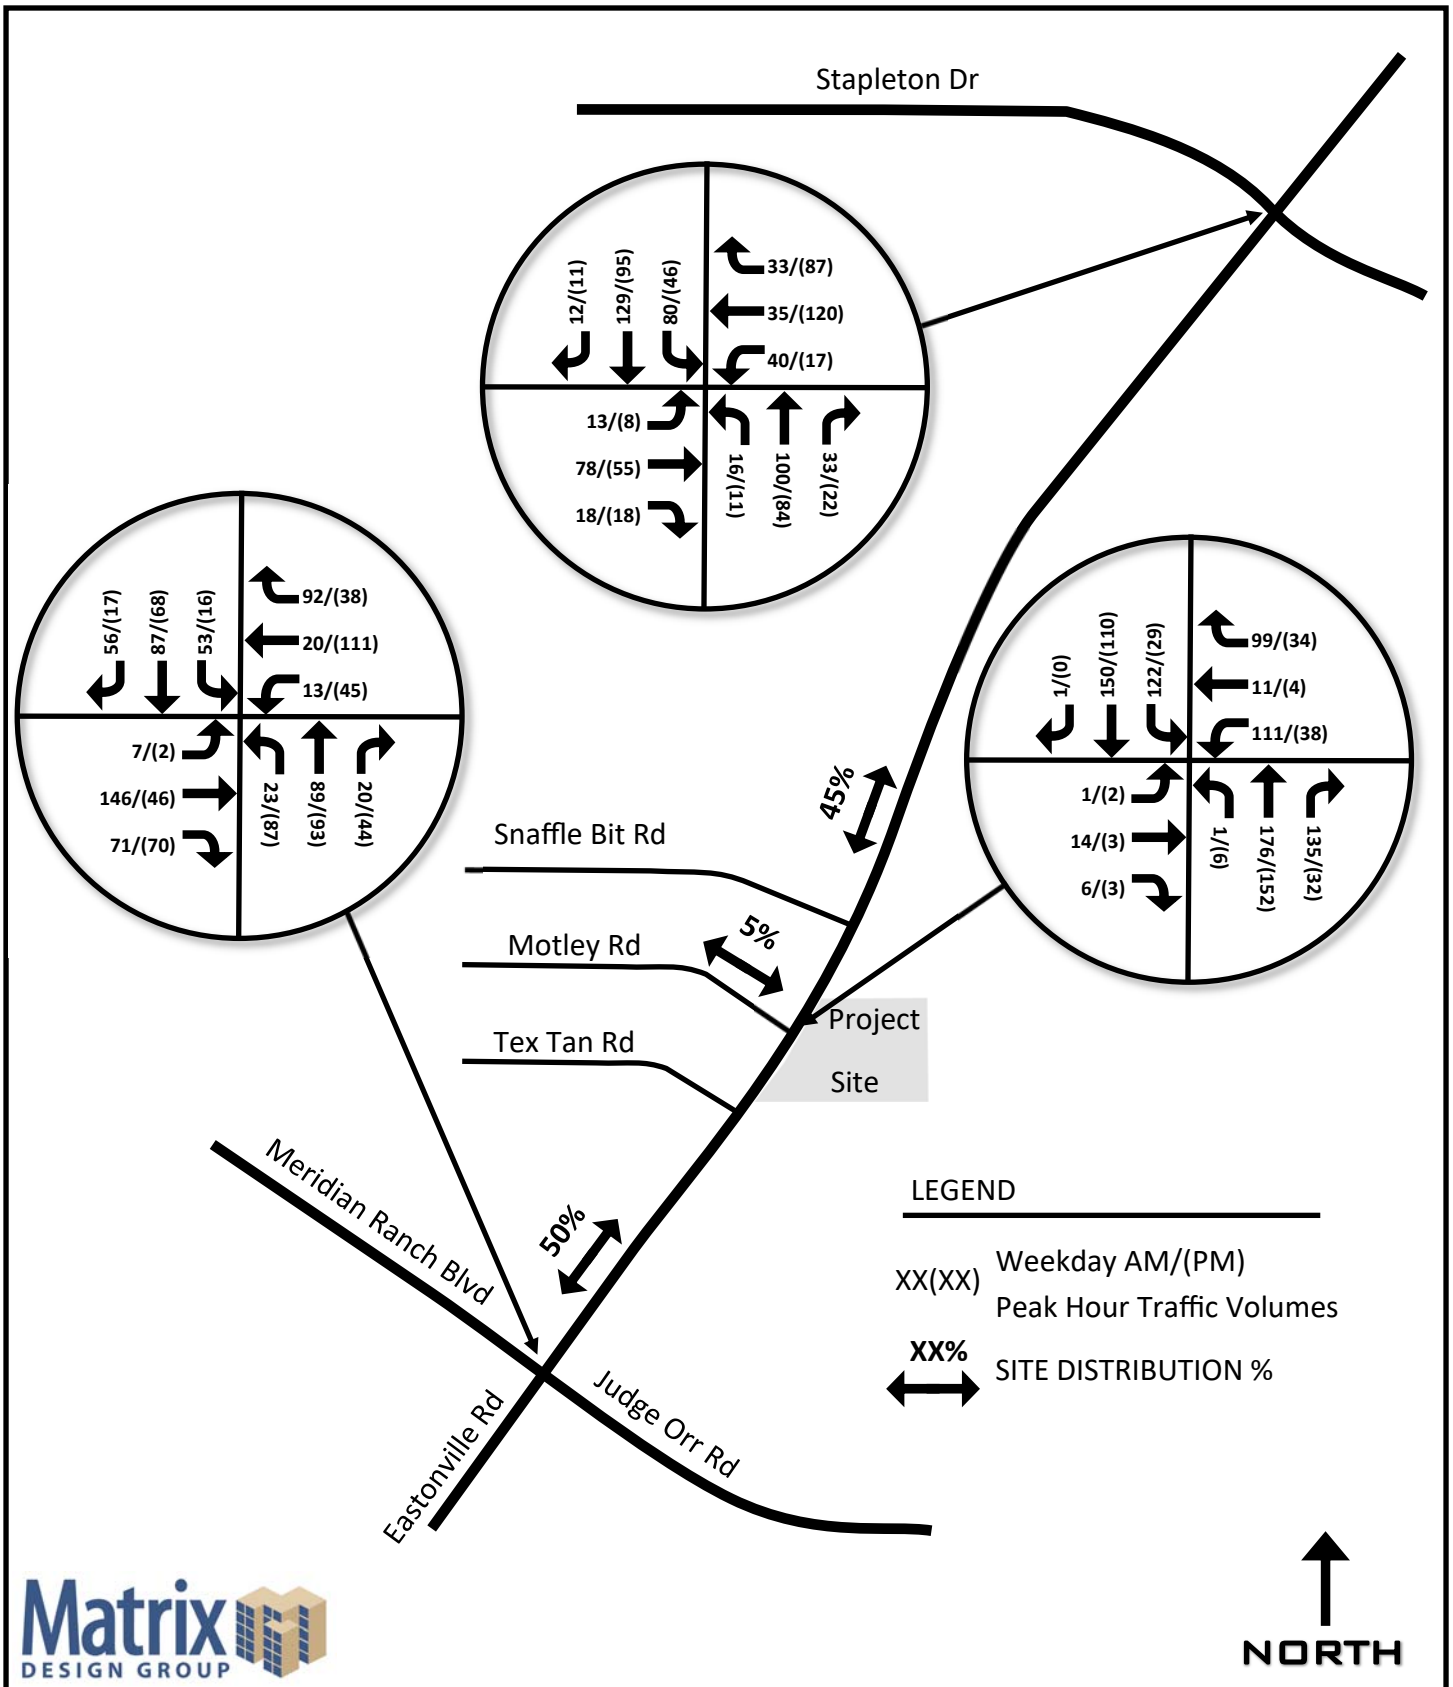 Stapleton Dr
12/(11)
129/(95)
80/(46)
33/(87)
35/(120)
40/(17)
13/(8)
78/(55)
18/(18)
16/(11)
100/(84)
33/(22)
56/(17)
87/(68)
53/(16)
92/(38)
20/(111)
13/(45)
7/(2)
146/(46)
71/(70)
23/(87)
89/(93)
20/(44)
1/(0)
150/(110)
122/(29)
99/(34)
11/(4)
111/(38)
1/(2)
14/(3)
6/(3)
1/(6)
176/(152)
135/(32)
45%
Snaffle Bit Rd
5%
Motley Rd
Project
Site
Tex Tan Rd
Meridian Ranch Blvd
50%
Judge Orr Rd
Eastonville Rd
LEGEND
XX(XX) Weekday AM/(PM)
Peak Hour Traffic Volumes
XX%
SITE DISTRIBUTION %
Matrix
DESIGN GROUP
NORTH